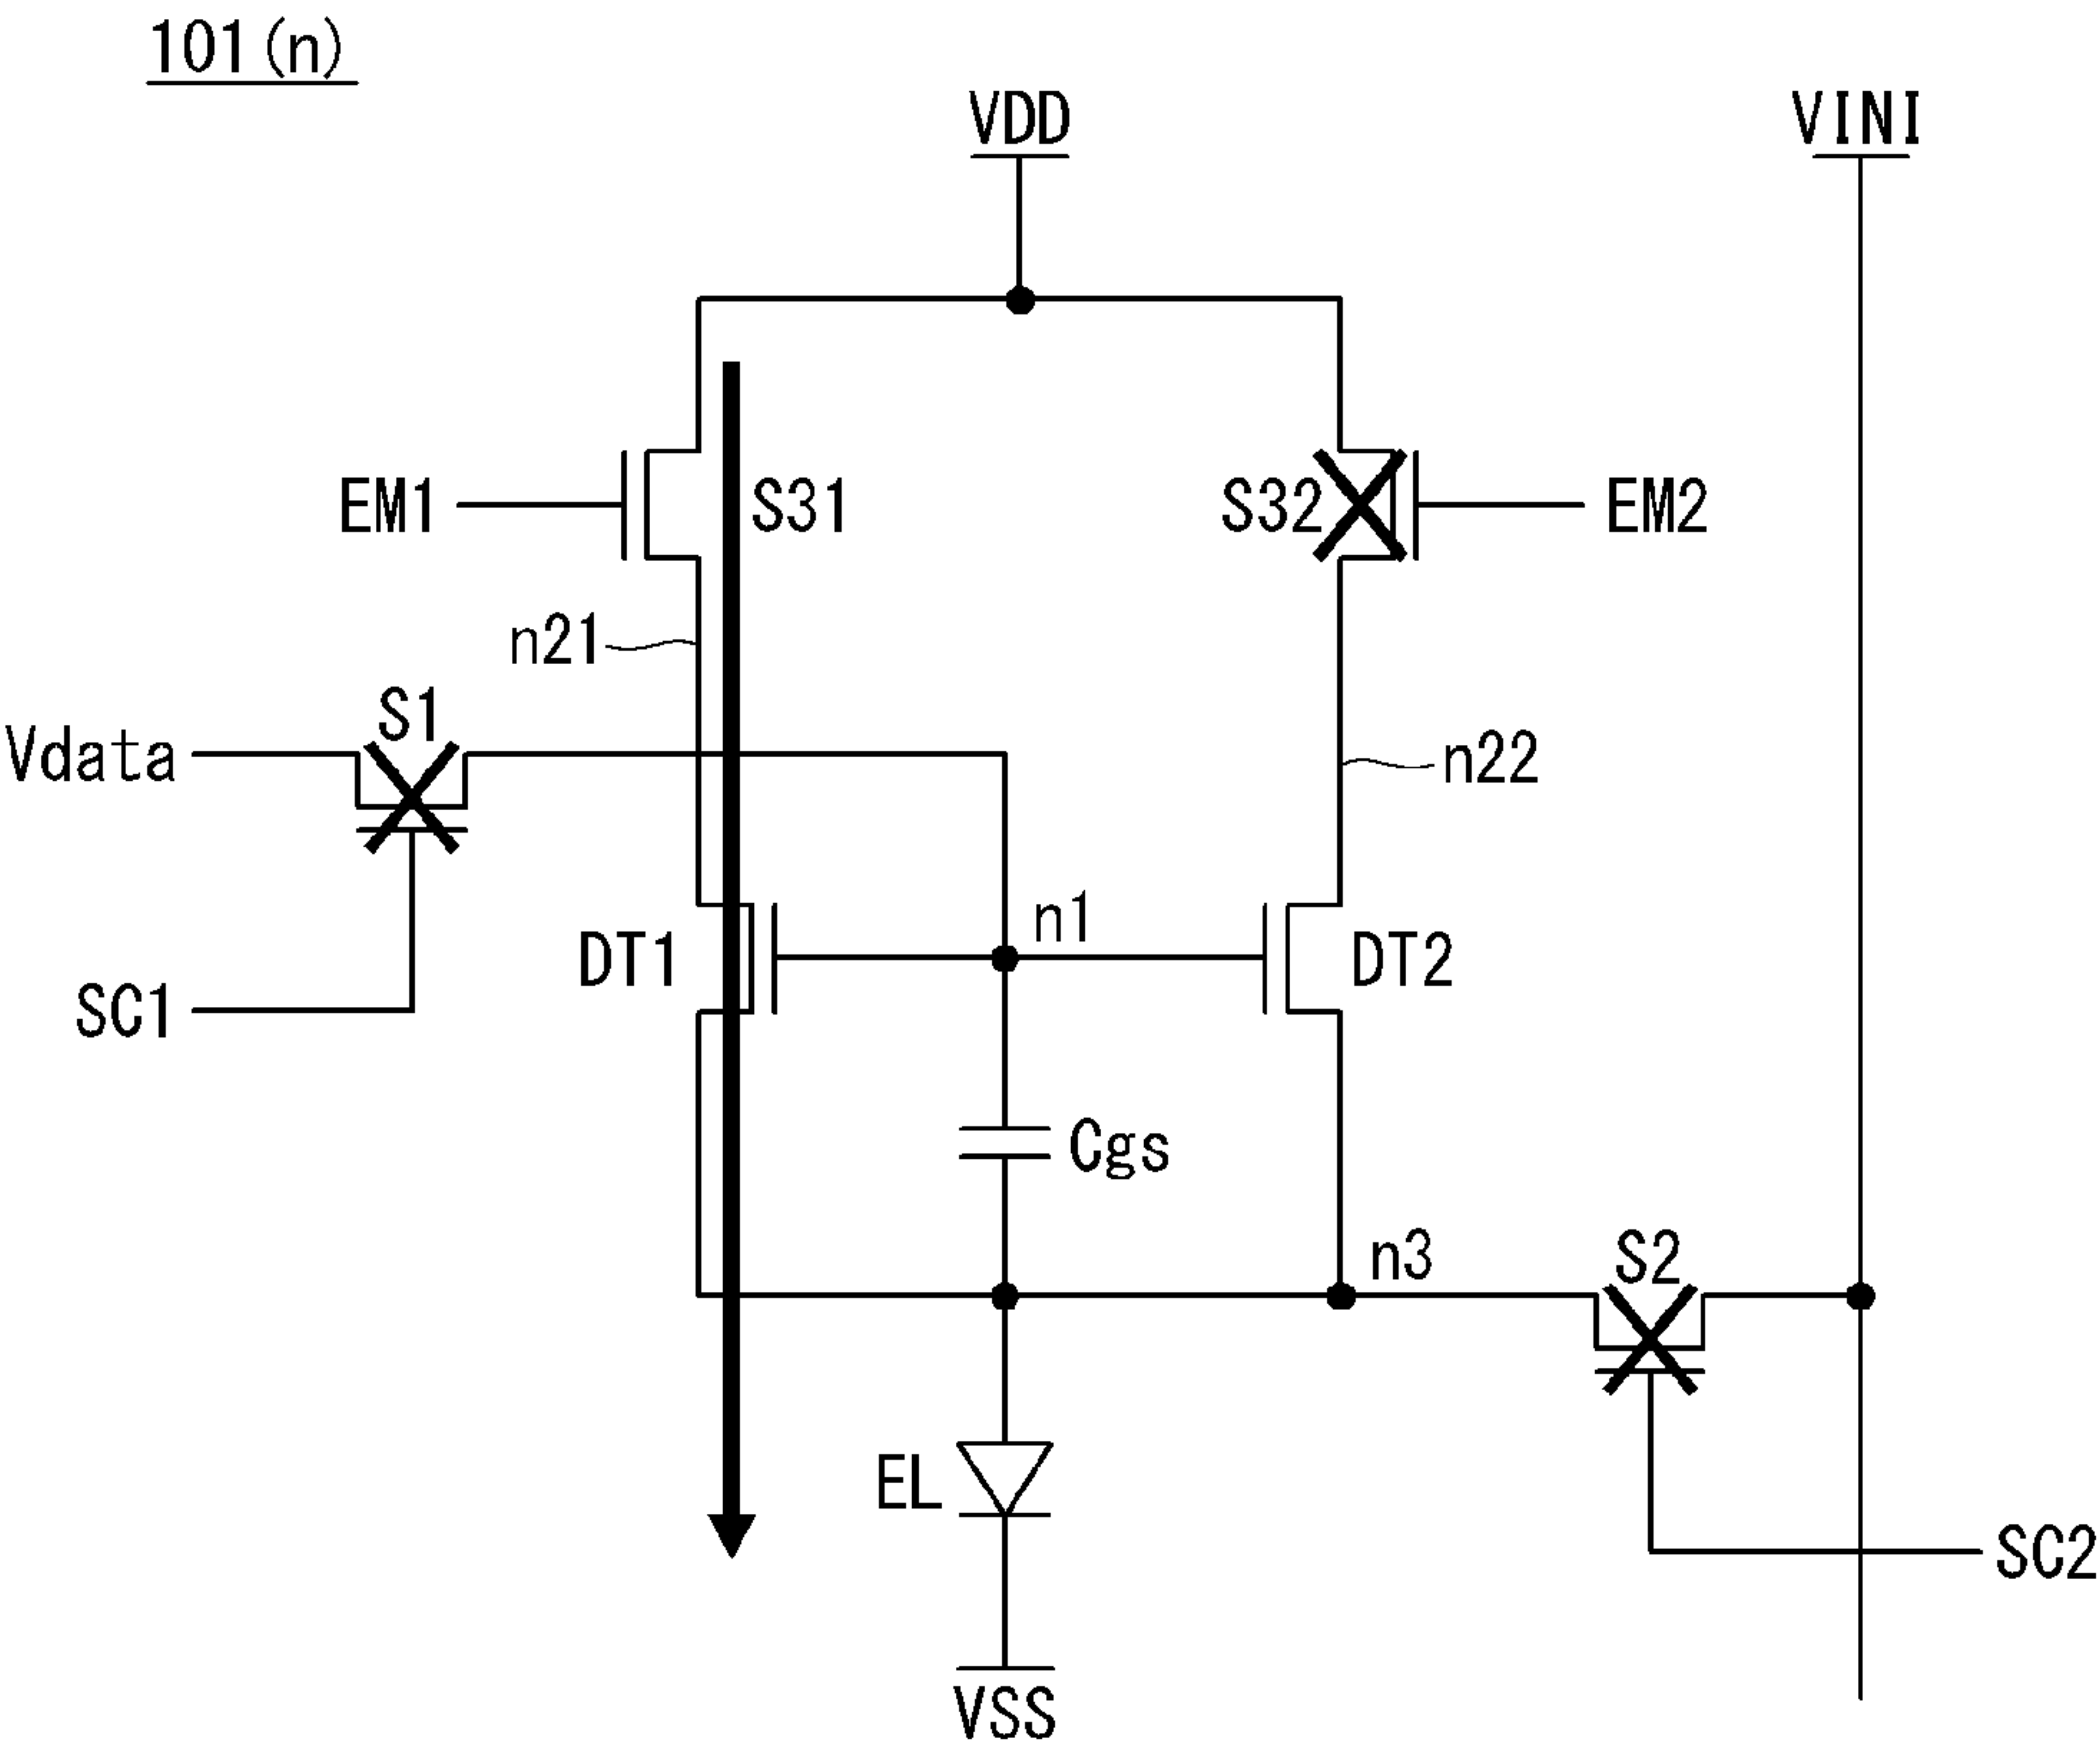 101(n)
VDD
VINI
EM1
S31
S32
EM2
n21
S1
Vdata
n22
n1
DT1
DT2
SC1
Cgs
n3
S2
EL
SC2
VSS